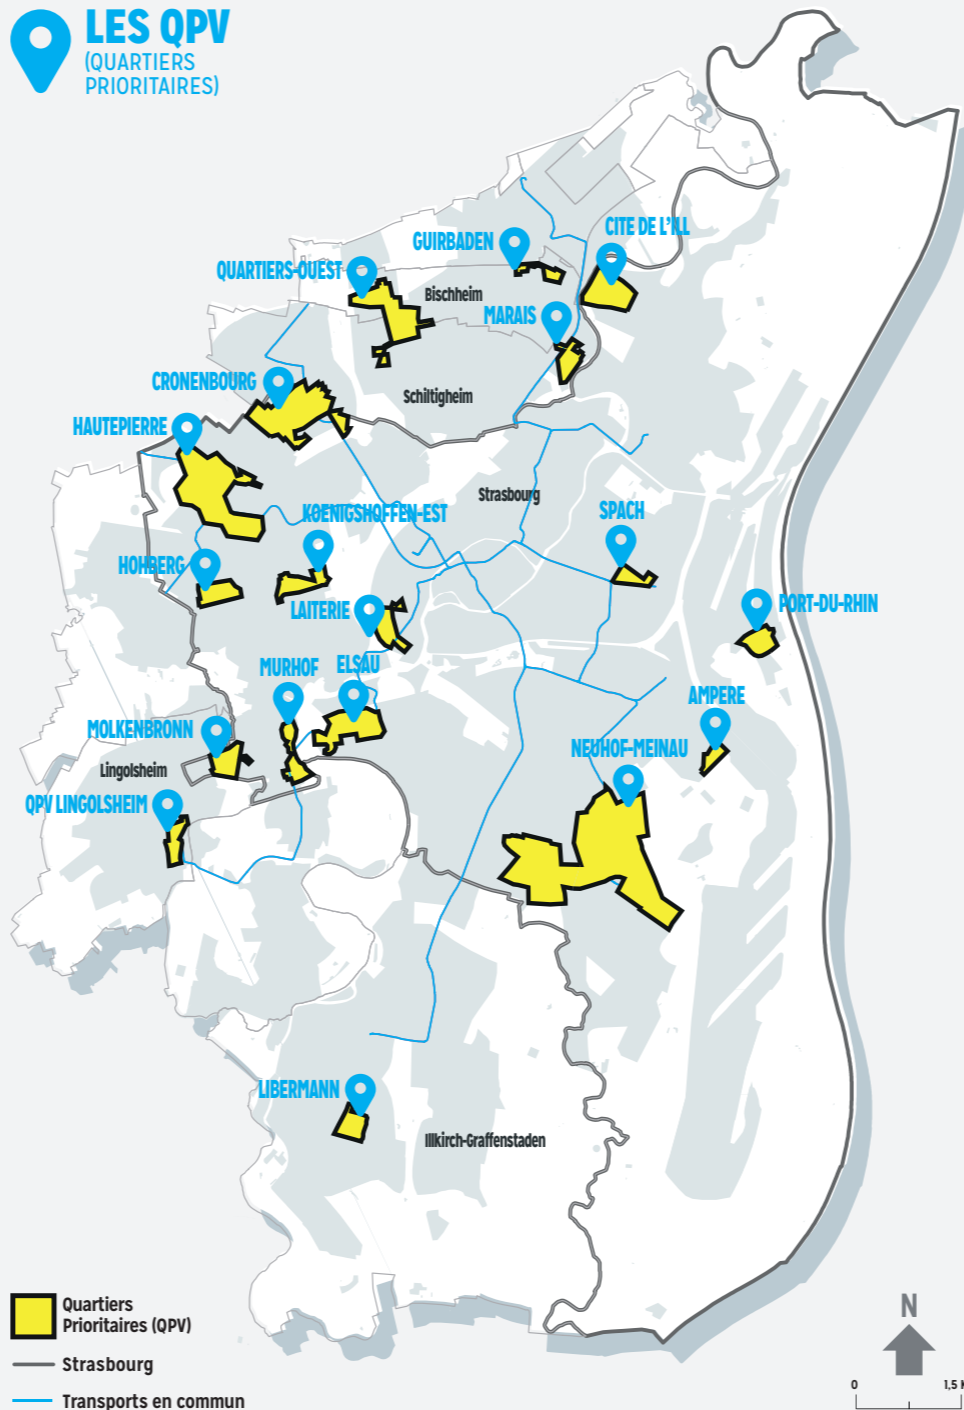 LES QPV
(QUARTIERS
PRIORITAIRES)
CITE DE L'ILL
GUIRBADEN
QUARTIERS-OUEST
Bischheim
MARAIS
CRONENBOURG
Schiltigheim
HAUTEPIERRE
Strasbourg
KOENIGSHOFFEN-EST
SPACH
HOHBERG
LAITERIE
PORT-DU-RHIN
MURHOF
ELSAU
AMPERE
MOLKENBRONN
NEUHOF-MEINAU
Lingolsheim
QPV LINGOLSHEIM
LIBERMANN
Illkirch-Graffenstaden
Quartiers
Prioritaires (QPV)
Strasbourg
Transports en commun
N
0 1,5